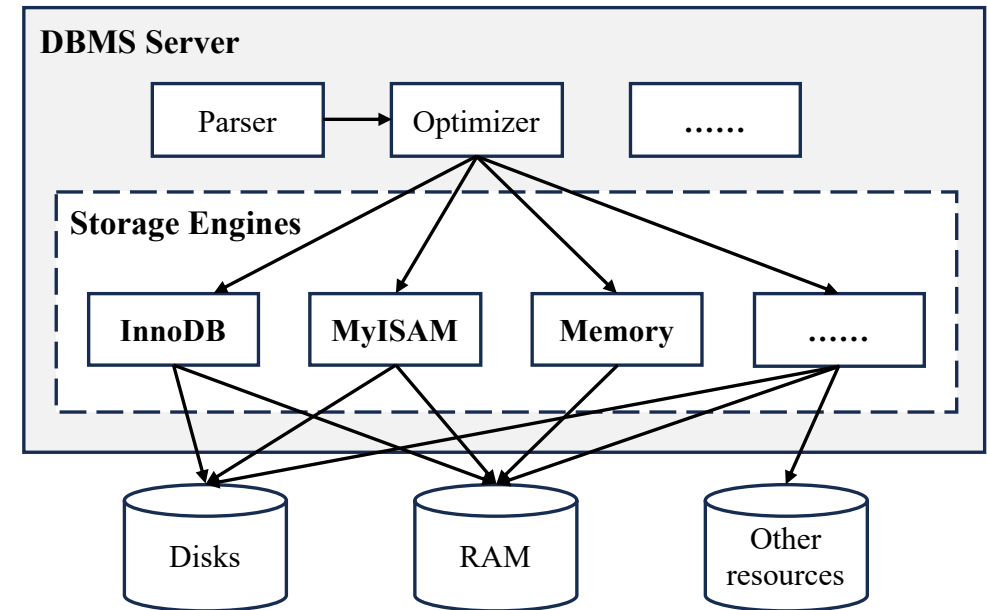 DBMS Server
Parser
Optimizer
……
Storage Engines
InnoDB
MyISAM
Memory
……
Disks
RAM
Other
resources